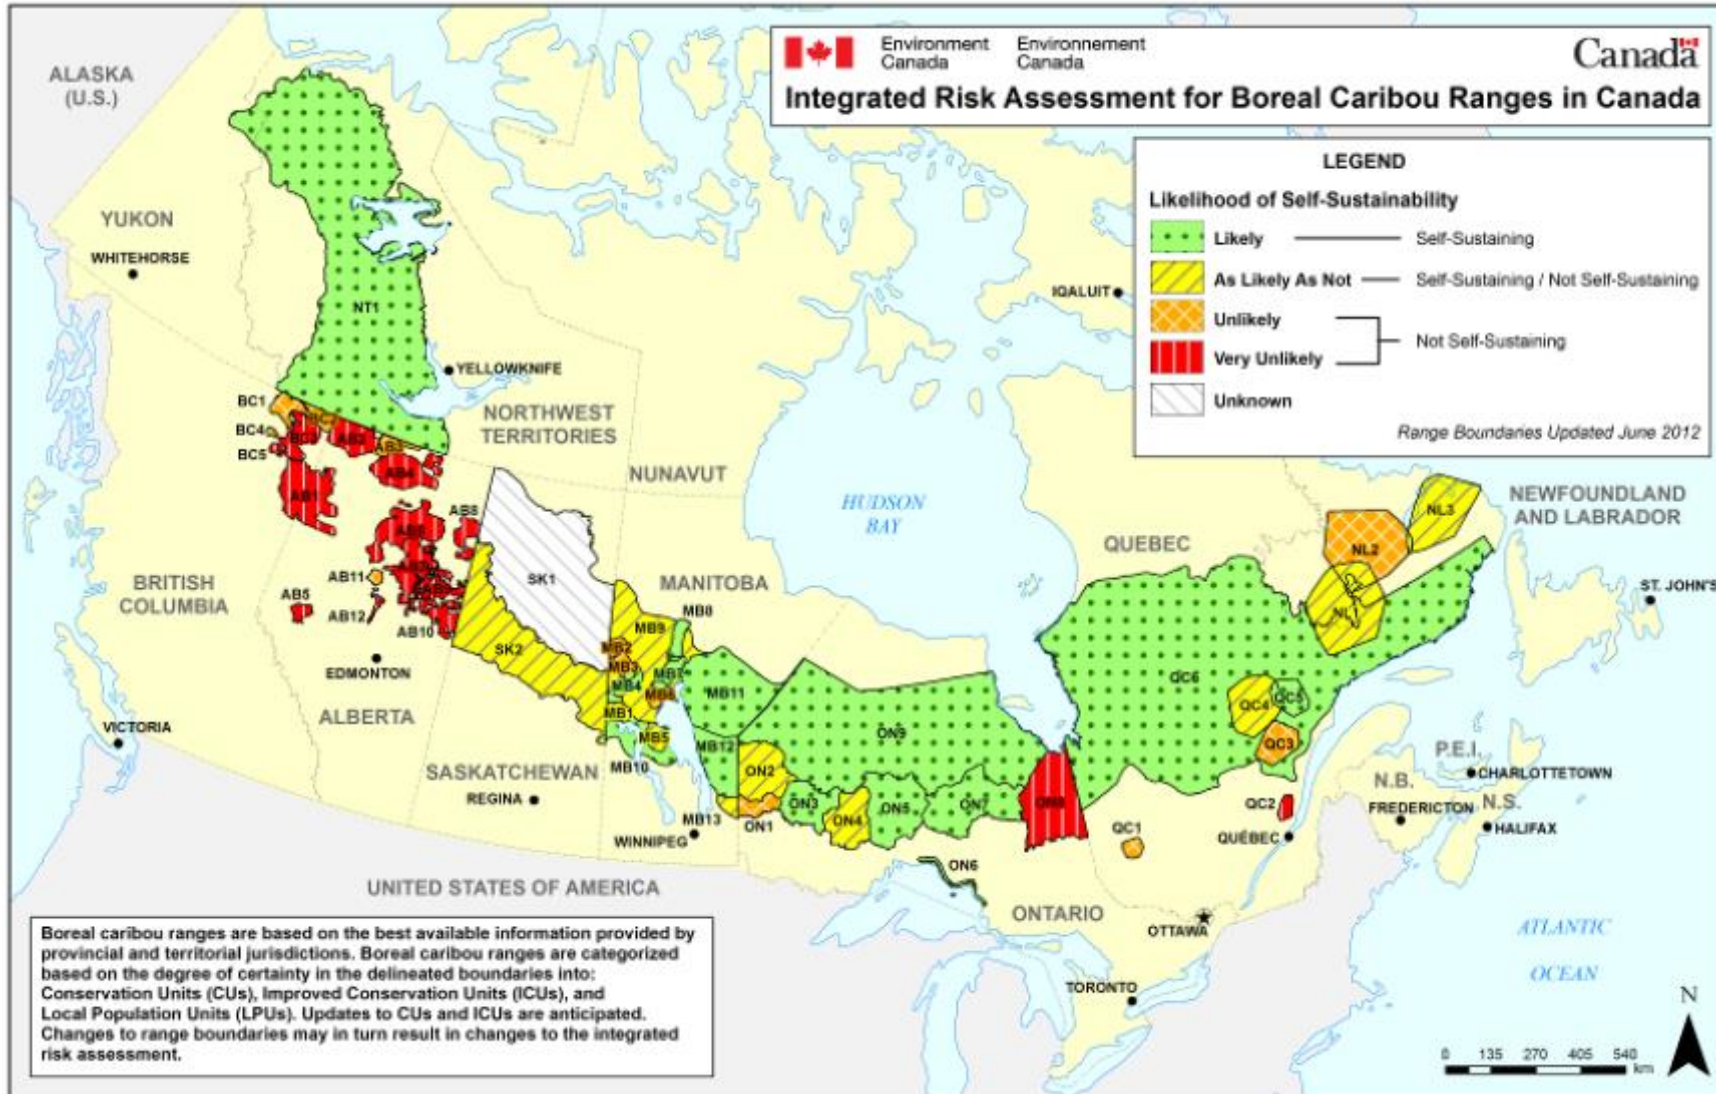 Environment Environnement
Canada Canada
Canada
Integrated Risk Assessment for Boreal Caribou Ranges in Canada
LEGEND
Likelihood of Self-Sustainability
Likely Self-Sustaining
As Likely As Not Self-Sustaining / Not Self-Sustaining
Unlikely
Not Self-Sustaining
Very Unlikely
Unknown
Range Boundaries Updated June 2012
ALASKA
(U.S.)
YUKON
WHITEHORSE
IQALUIT
NT1
YELLOWKNIFE
NORTHWEST
TERRITORIES
NUNAVUT
HUDSON
BAY
QUEBEC
NEWFOUNDLAND
AND LABRADOR
ST. JOHN'S
BC1
BC4
BC3
BC5
AB2
AB3
AB4
AB1
AB8
AB11
AB5
AB12
AB10
BRITISH
COLUMBIA
VICTORIA
EDMONTON
ALBERTA
SK1
SK2
MANITOBA
MB8
MB9
MB2
MB3
MB4
MB7
MB6
MB1
MB5
MB11
MB12
MB10
MB13
SASKATCHEWAN
REGINA
WINNIPEG
ON9
ON2
ON1
ON3
ON4
ON5
ON7
ON8
ON6
ONTARIO
QC6
QC4
QC5
QC3
QC2
QC1
NL3
NL2
NL1
P.E.I.
CHARLOTTETOWN
N.B.
FREDERICTON
N.S.
HALIFAX
QUÉBEC
OTTAWA
TORONTO
UNITED STATES OF AMERICA
ATLANTIC
OCEAN
Boreal caribou ranges are based on the best available information provided by
provincial and territorial jurisdictions. Boreal caribou ranges are categorized
based on the degree of certainty in the delineated boundaries into:
Conservation Units (CUs), Improved Conservation Units (ICUs), and
Local Population Units (LPUs). Updates to CUs and ICUs are anticipated.
Changes to range boundaries may in turn result in changes to the integrated
risk assessment.
N
0 135 270 405 540
km